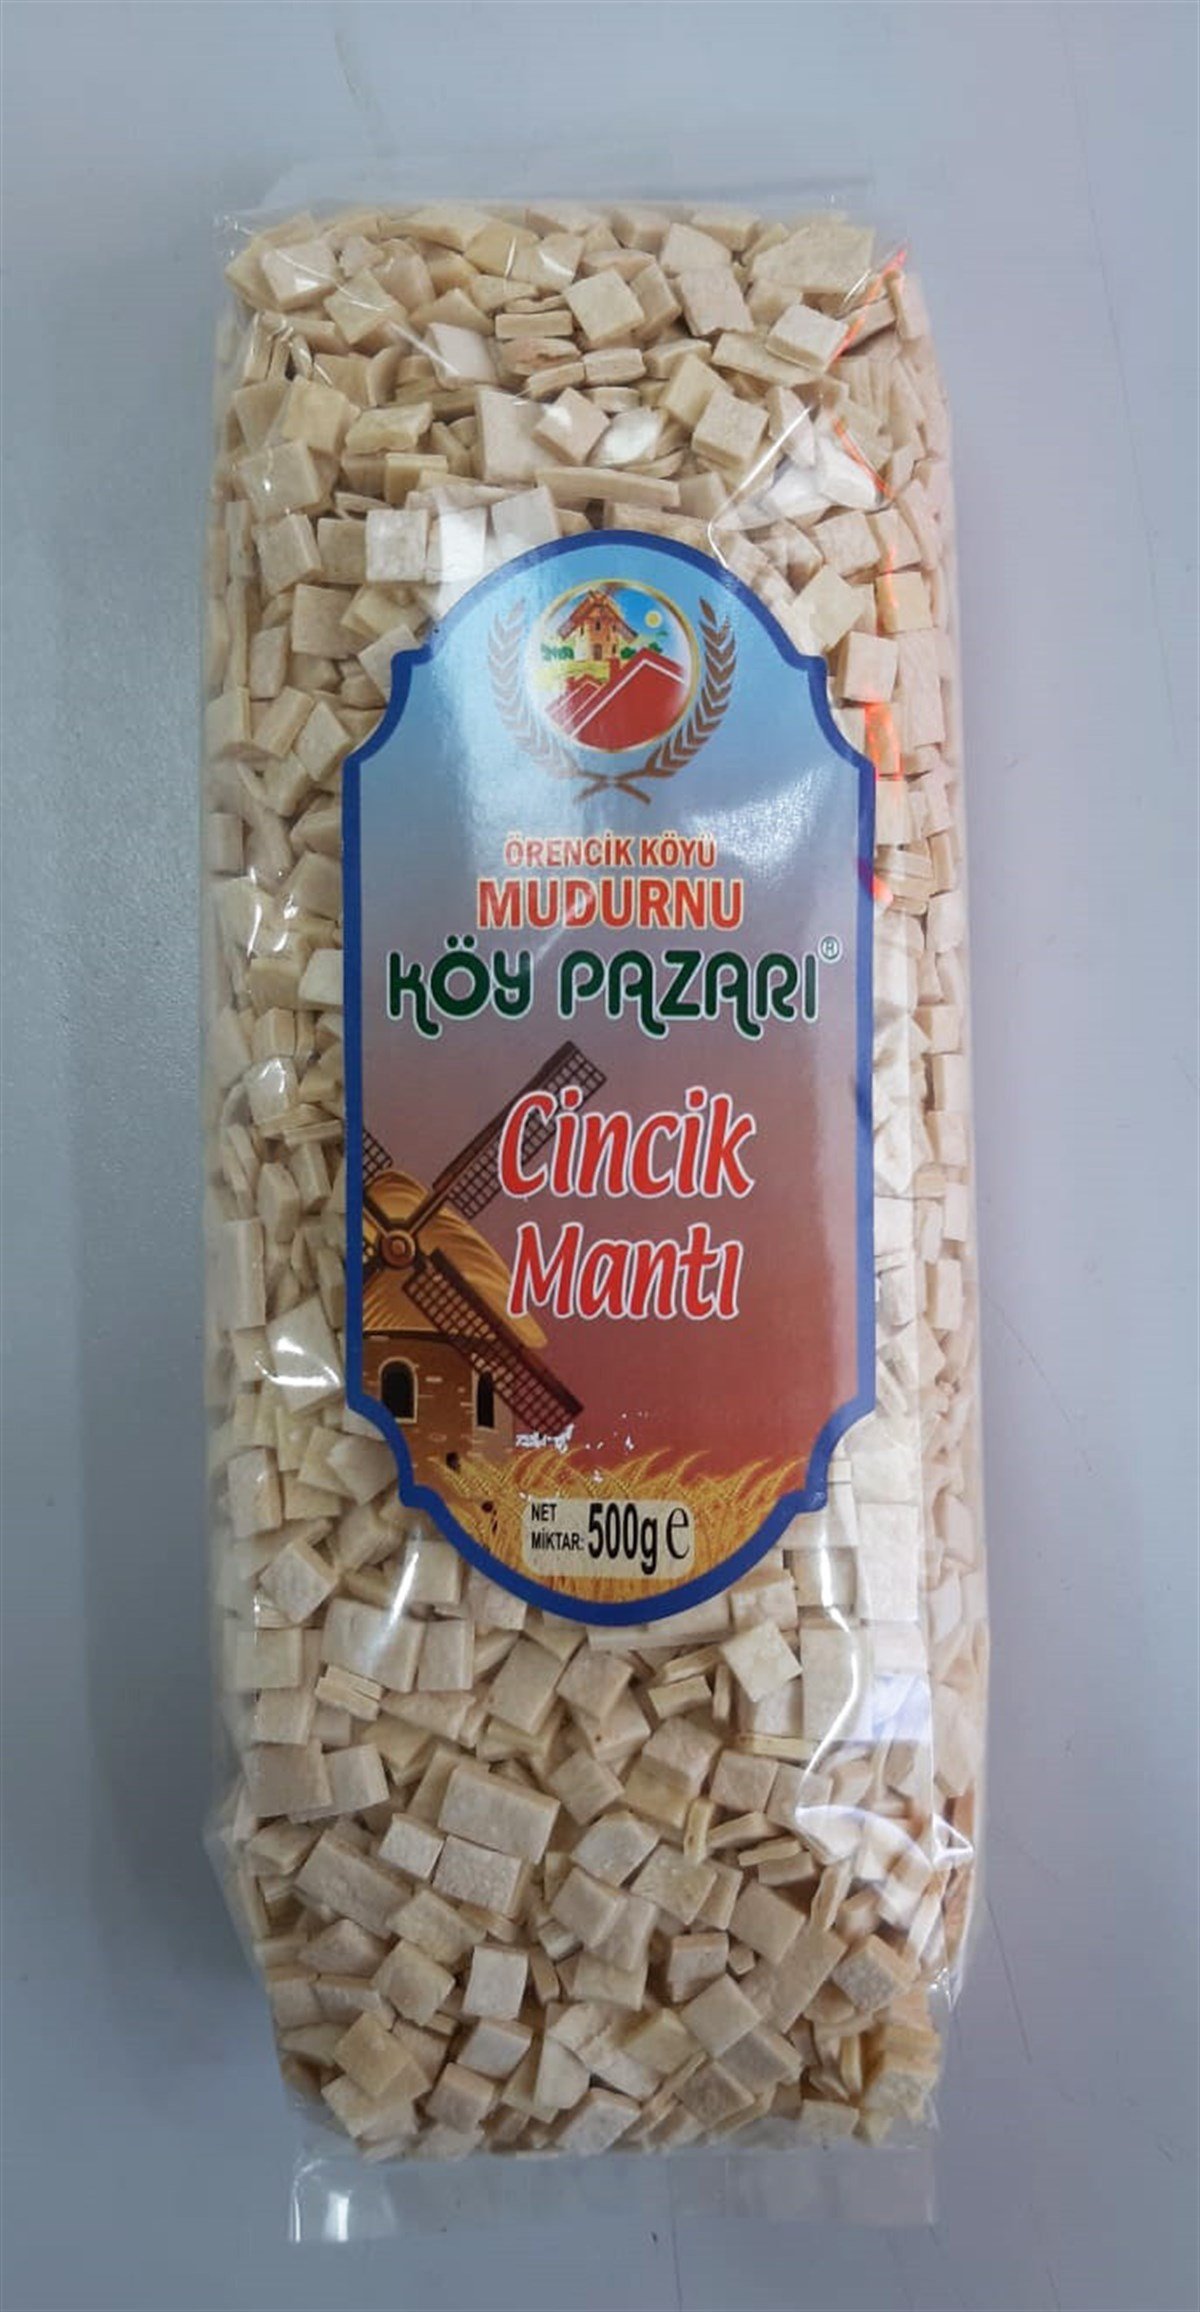 ÖRENCİK KÖYÜ
MUDURNU
KÖY PAZARI®
Cincik
Mantı
NET
MİKTAR: 500g e